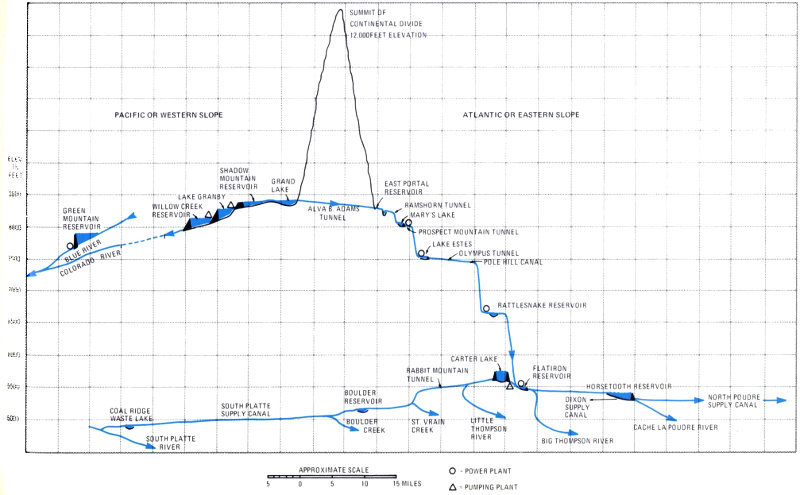 SUMMIT OF
CONTINENTAL DIVIDE
12,000 FEET ELEVATION
PACIFIC OR WESTERN SLOPE
ATLANTIC OR EASTERN SLOPE
ELEV
IN
FEET
SHADOW
MOUNTAIN
RESERVOIR
GRAND
LAKE
EAST PORTAL
RESERVOIR
LAKE GRANBY
WILLOW CREEK
RESERVOIR
ALVA B. ADAMS
TUNNEL
RAMSHORN TUNNEL
MARY'S LAKE
GREEN
MOUNTAIN
RESERVOIR
PROSPECT MOUNTAIN TUNNEL
BLUE RIVER
COLORADO RIVER
LAKE ESTES
OLYMPUS TUNNEL
POLE HILL CANAL
RATTLESNAKE RESERVOIR
CARTER LAKE
RABBIT MOUNTAIN
TUNNEL
FLATIRON
RESERVOIR
HORSETOOTH RESERVOIR
DIXON
SUPPLY
CANAL
NORTH POUDRE
SUPPLY CANAL
BOULDER
RESERVOIR
COAL RIDGE
WASTE LAKE
SOUTH PLATTE
SUPPLY CANAL
BOULDER
CREEK
ST. VRAIN
CREEK
LITTLE
THOMPSON
RIVER
CACHE LA POUDRE RIVER
SOUTH PLATTE
RIVER
BIG THOMPSON RIVER
APPROXIMATE SCALE
5 0 5 10 15 MILES
- POWER PLANT
- PUMPING PLANT